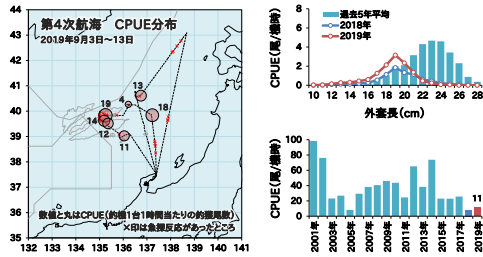 第4次航海 CPUE分布
2019年9月3日~13日
44
43
42
41
40
39
38
37
36
35
132 133 134 135 136 137 138 139 140 141
13
4
19
18
14
12
11
数値と丸はCPUE(釣機1台1時間当たりの釣獲尾数)
×印は魚探反応があったところ
CPUE(尾/機時)
8
6
4
2
0
過去5年平均
2018年
2019年
10 12 14 16 18 20 22 24 26 28
外套長(cm)
CPUE(尾/機時)
100
80
60
40
20
0
11
2001年 2003年 2005年 2007年 2009年 2011年 2013年 2015年 2017年 2019年